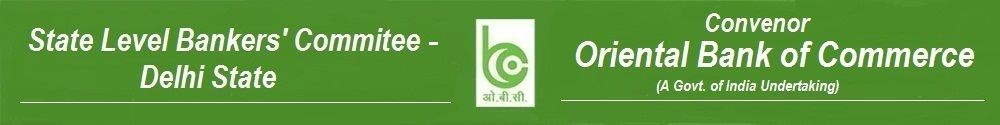 State Level Bankers' Commitee -
Delhi State
ओ.बी.सी.
Convenor
Oriental Bank of Commerce
(A Govt. of India Undertaking)